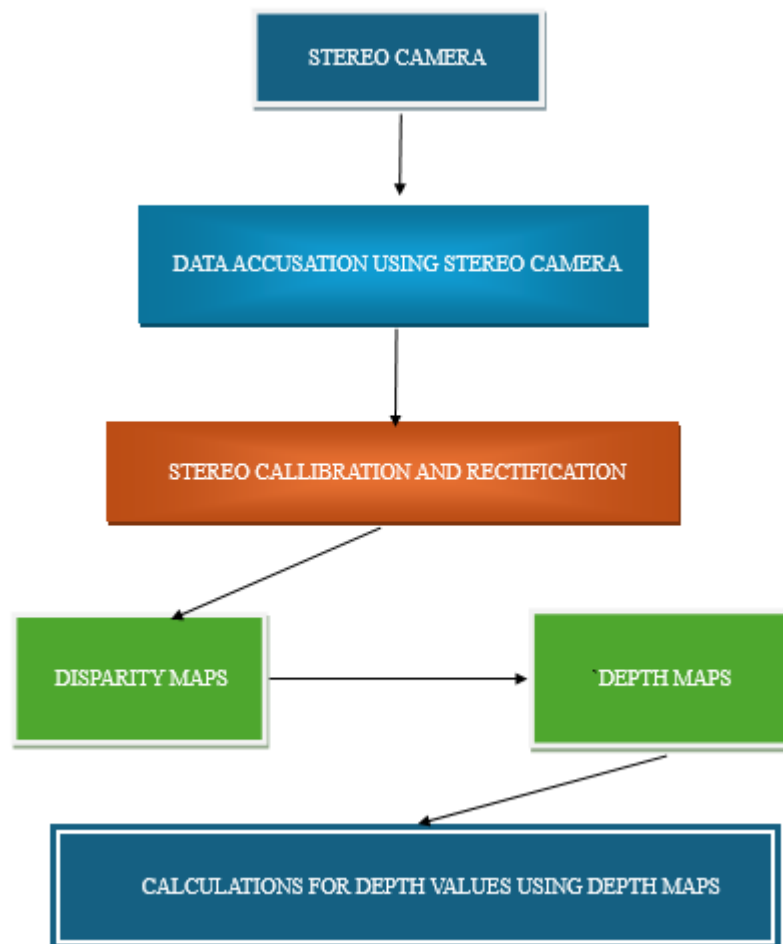 STEREO CAMERA
DATA ACCUSATION USING STEREO CAMERA
STEREO CALLIBRATION AND RECTIFICATION
DISPARITY MAPS
`DEPTH MAPS
CALCULATIONS FOR DEPTH VALUES USING DEPTH MAPS